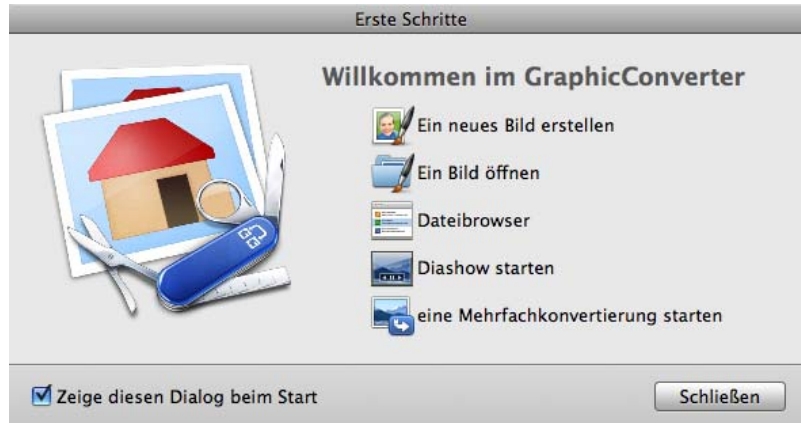 Erste Schritte
Willkommen im GraphicConverter
Ein neues Bild erstellen
Ein Bild öffnen
Dateibrowser
Diashow starten
eine Mehrfachkonvertierung starten
Zeige diesen Dialog beim Start
Schließen